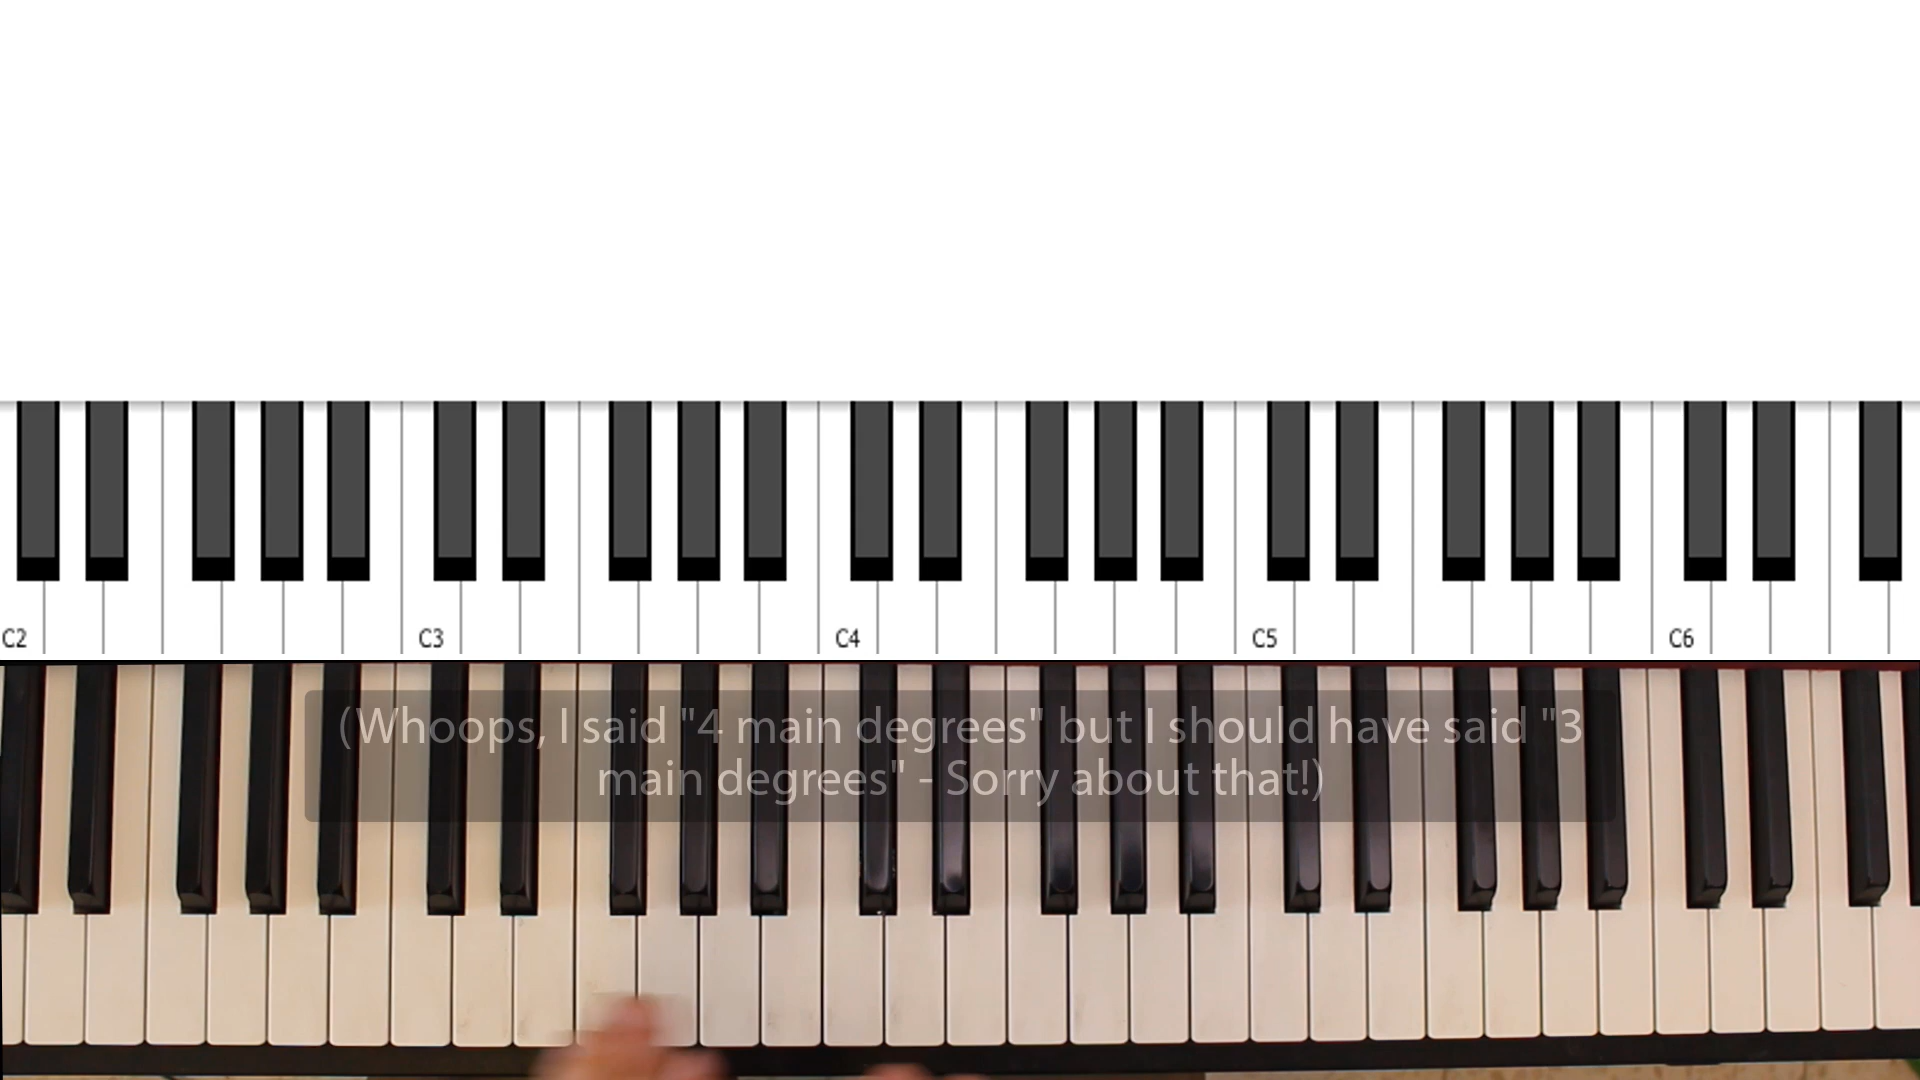 C2 C3 C4 C5 C6
(Whoops, I said "4 main degrees" but I should have said "3
main degrees" - Sorry about that!)